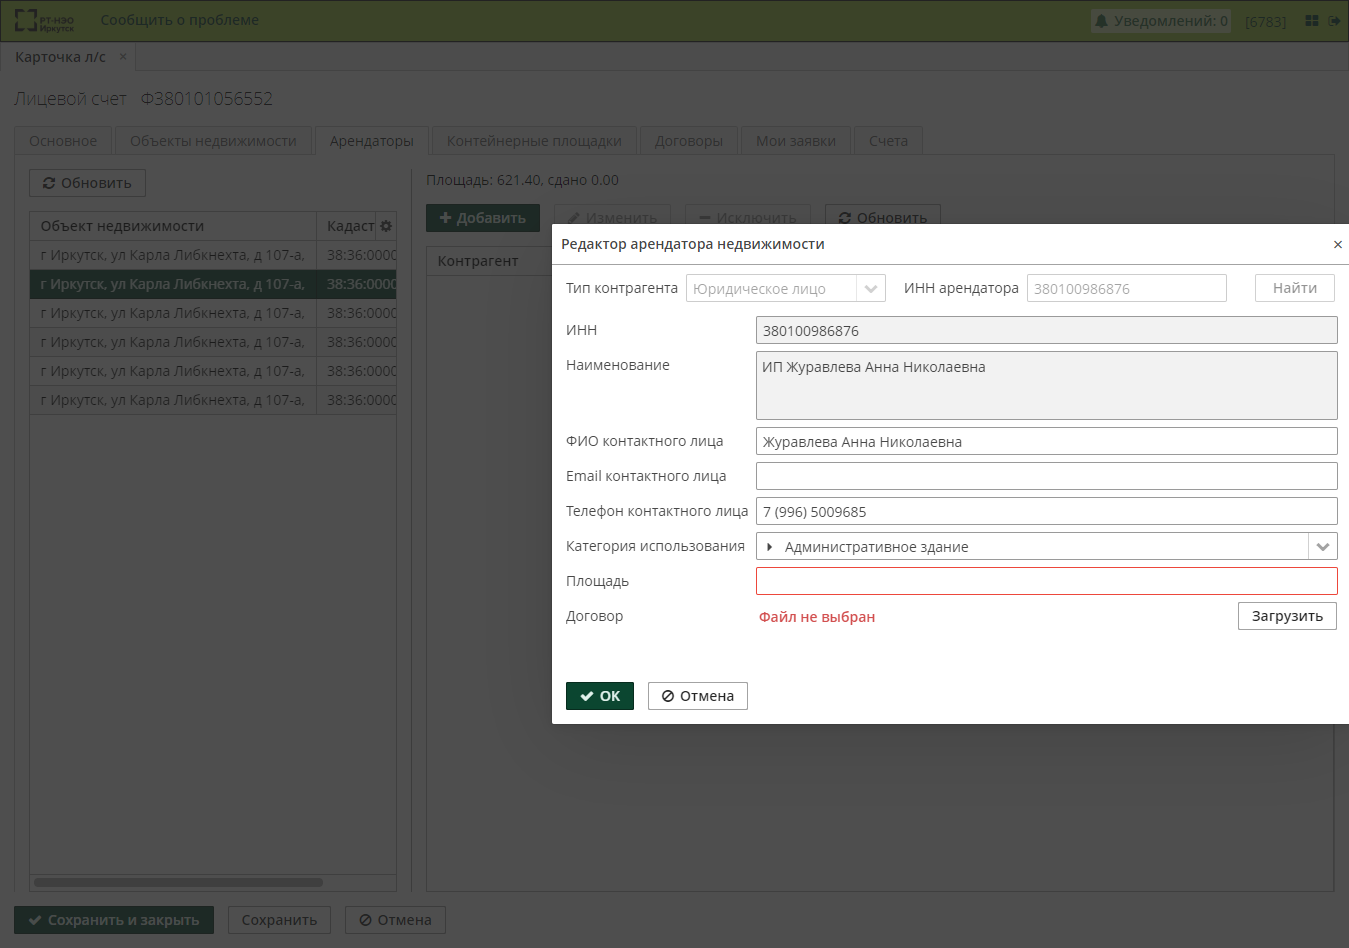 РТ-НЭО
Иркутск
Сообщить о проблеме
Уведомлений: 0
[6783]
Карточка л/с ×
Лицевой счет Ф380101056552
Основное
Объекты недвижимости
Арендаторы
Контейнерные площадки
Договоры
Мои заявки
Счета
Обновить
Площадь: 621.40, сдано 0.00
Добавить
Изменить
Исключить
Обновить
Объект недвижимости Кадаст
г Иркутск, ул Карла Либкнехта, д 107-а, 38:36:0000
г Иркутск, ул Карла Либкнехта, д 107-а, 38:36:0000
г Иркутск, ул Карла Либкнехта, д 107-а, 38:36:0000
г Иркутск, ул Карла Либкнехта, д 107-а, 38:36:0000
г Иркутск, ул Карла Либкнехта, д 107-а, 38:36:0000
г Иркутск, ул Карла Либкнехта, д 107-а, 38:36:0000
Контрагент
Редактор арендатора недвижимости ×
Тип контрагента Юридическое лицо ИНН арендатора 380100986876 Найти
ИНН 380100986876
Наименование ИП Журавлева Анна Николаевна
ФИО контактного лица Журавлева Анна Николаевна
Email контактного лица
Телефон контактного лица 7 (996) 5009685
Категория использования Административное здание
Площадь
Договор Файл не выбран Загрузить
ОК Отмена
Сохранить и закрыть Сохранить Отмена